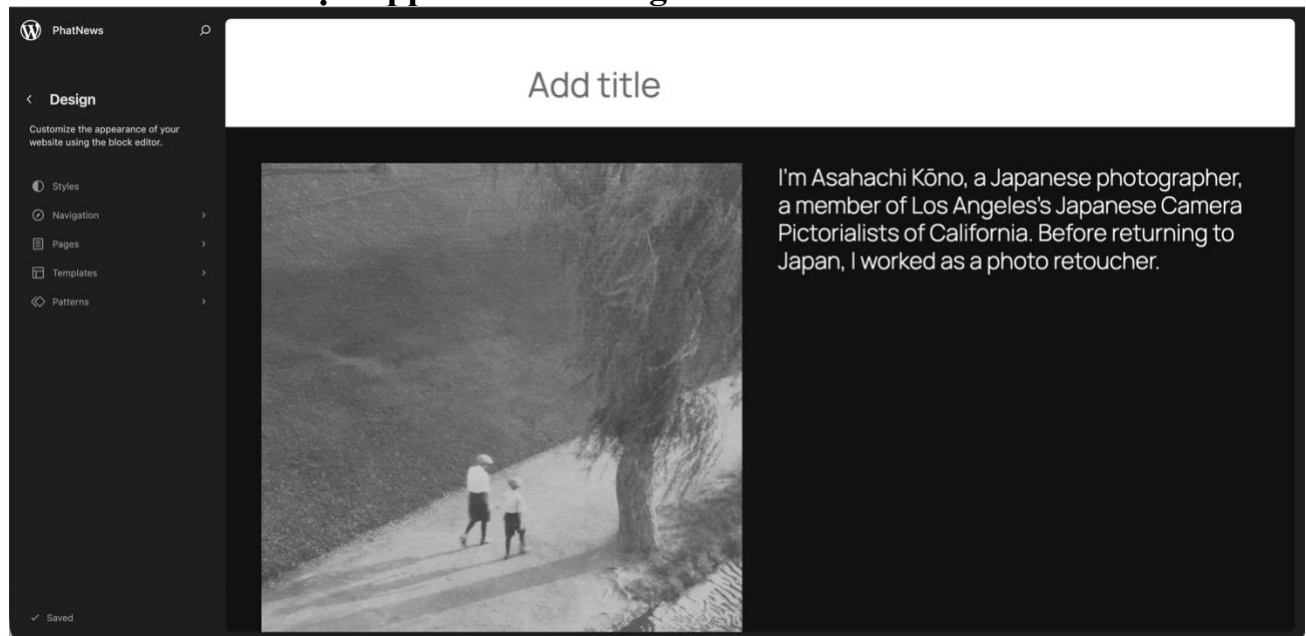 PhatNews
Design
Customize the appearance of your
website using the block editor.
Styles
Navigation
Pages
Templates
Patterns
Saved
Add title
I'm Asahachi Kōno, a Japanese photographer,
a member of Los Angeles's Japanese Camera
Pictorialists of California. Before returning to
Japan, I worked as a photo retoucher.